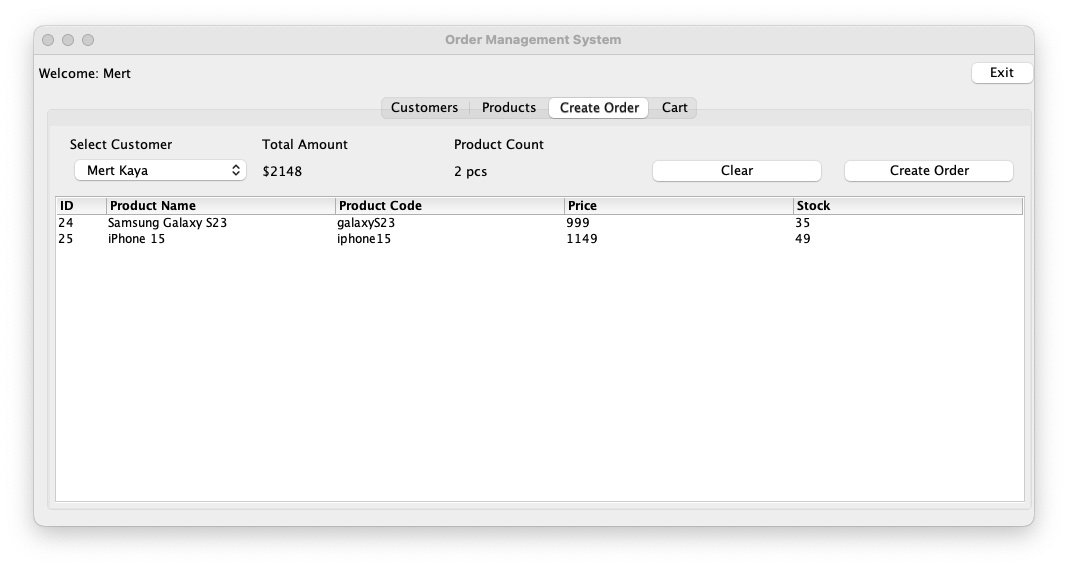 Order Management System
Welcome: Mert
Exit
Customers Products Create Order Cart
Select Customer Total Amount Product Count
Mert Kaya $2148 2 pcs Clear Create Order
ID Product Name Product Code Price Stock
24 Samsung Galaxy S23 galaxyS23 999 35
25 iPhone 15 iphone15 1149 49